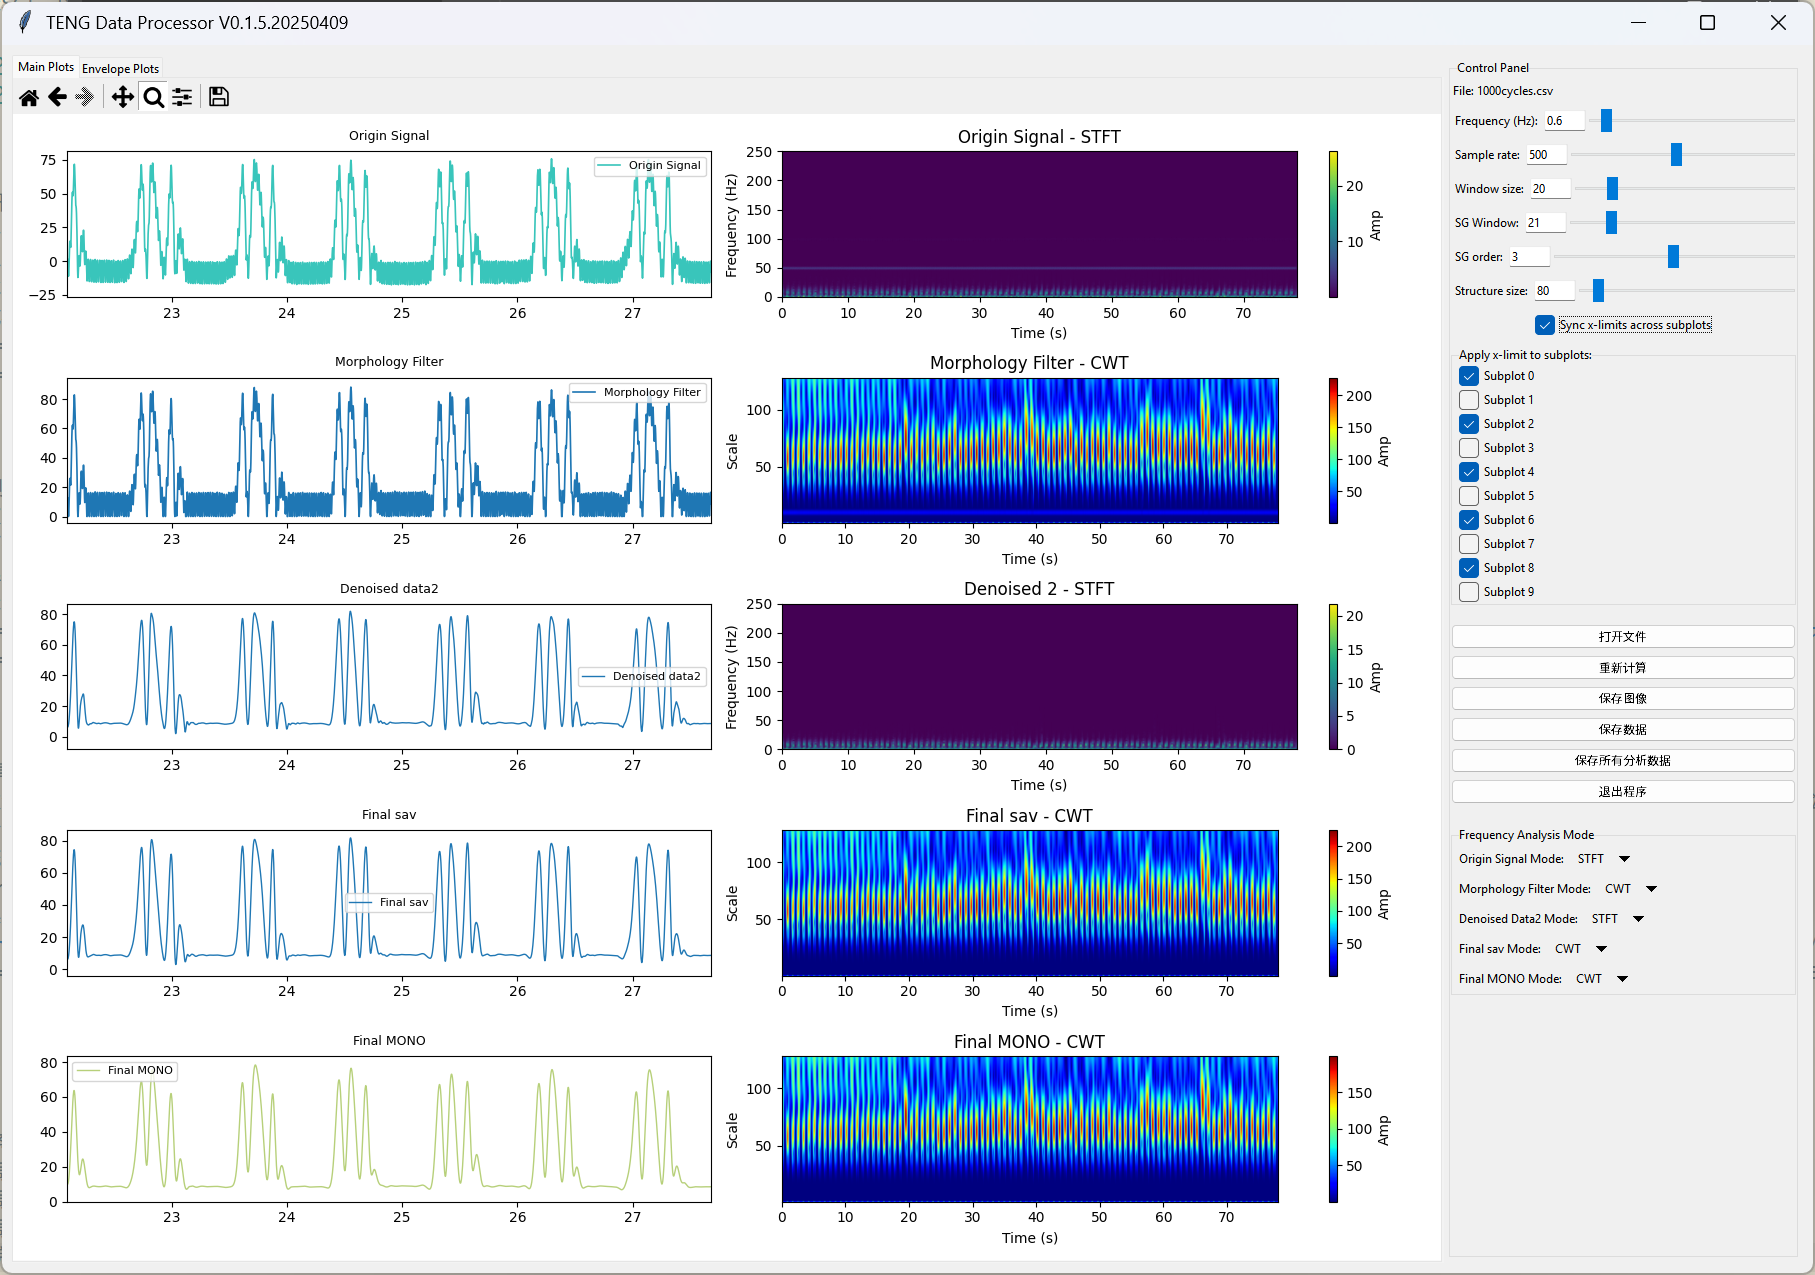 TENG Data Processor V0.1.5.20250409
Main Plots
Envelope Plots
Origin Signal
Origin Signal
75
50
25
0
−25
23
24
25
26
27
Origin Signal - STFT
Frequency (Hz)
250
200
150
100
50
0
0
10
20
30
40
50
60
70
Time (s)
20
10
Amp
Morphology Filter
Morphology Filter
80
60
40
20
0
23
24
25
26
27
Morphology Filter - CWT
Scale
100
50
0
10
20
30
40
50
60
70
Time (s)
200
150
100
50
Amp
Denoised data2
Denoised data2
80
60
40
20
0
23
24
25
26
27
Denoised 2 - STFT
Frequency (Hz)
250
200
150
100
50
0
0
10
20
30
40
50
60
70
Time (s)
20
15
10
5
0
Amp
Final sav
Final sav
80
60
40
20
0
23
24
25
26
27
Final sav - CWT
Scale
100
50
0
10
20
30
40
50
60
70
Time (s)
200
150
100
50
Amp
Final MONO
Final MONO
80
60
40
20
0
23
24
25
26
27
Final MONO - CWT
Scale
100
50
0
10
20
30
40
50
60
70
Time (s)
150
100
50
Amp
Control Panel
File: 1000cycles.csv
Frequency (Hz): 0.6
Sample rate: 500
Window size: 20
SG Window: 21
SG order: 3
Structure size: 80
Sync x-limits across subplots
Apply x-limit to subplots:
Subplot 0
Subplot 1
Subplot 2
Subplot 3
Subplot 4
Subplot 5
Subplot 6
Subplot 7
Subplot 8
Subplot 9
打开文件
重新计算
保存图像
保存数据
保存所有分析数据
退出程序
Frequency Analysis Mode
Origin Signal Mode: STFT
Morphology Filter Mode: CWT
Denoised Data2 Mode: STFT
Final sav Mode: CWT
Final MONO Mode: CWT